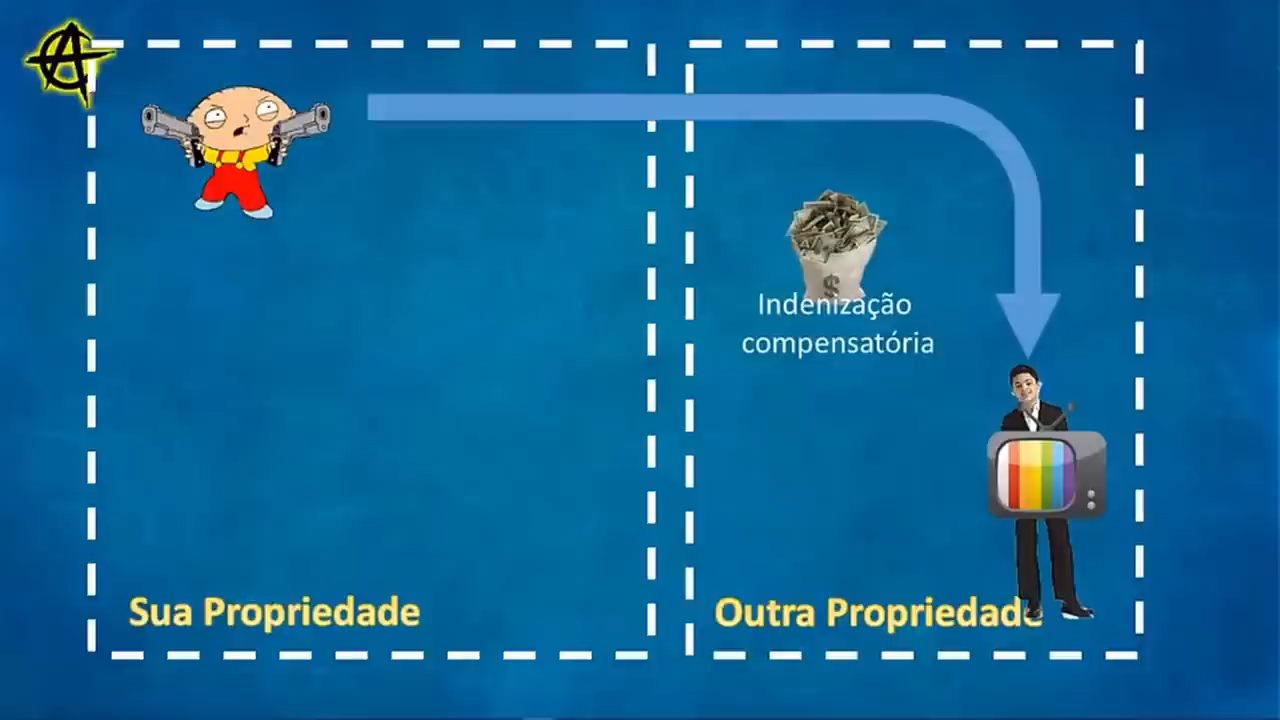 Indenização
compensatória
Sua Propriedade
Outra Propriedade